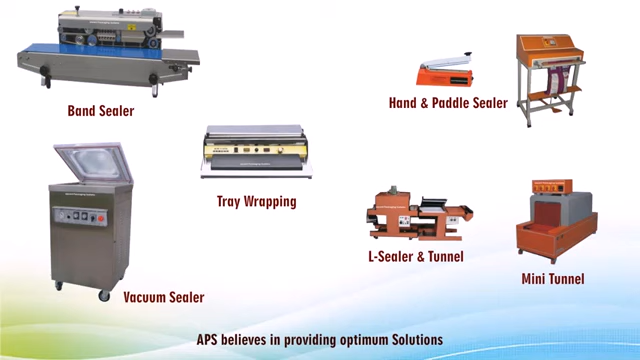 Band Sealer
Hand & Paddle Sealer
Tray Wrapping
L-Sealer & Tunnel
Mini Tunnel
Vacuum Sealer
APS believes in providing optimum Solutions